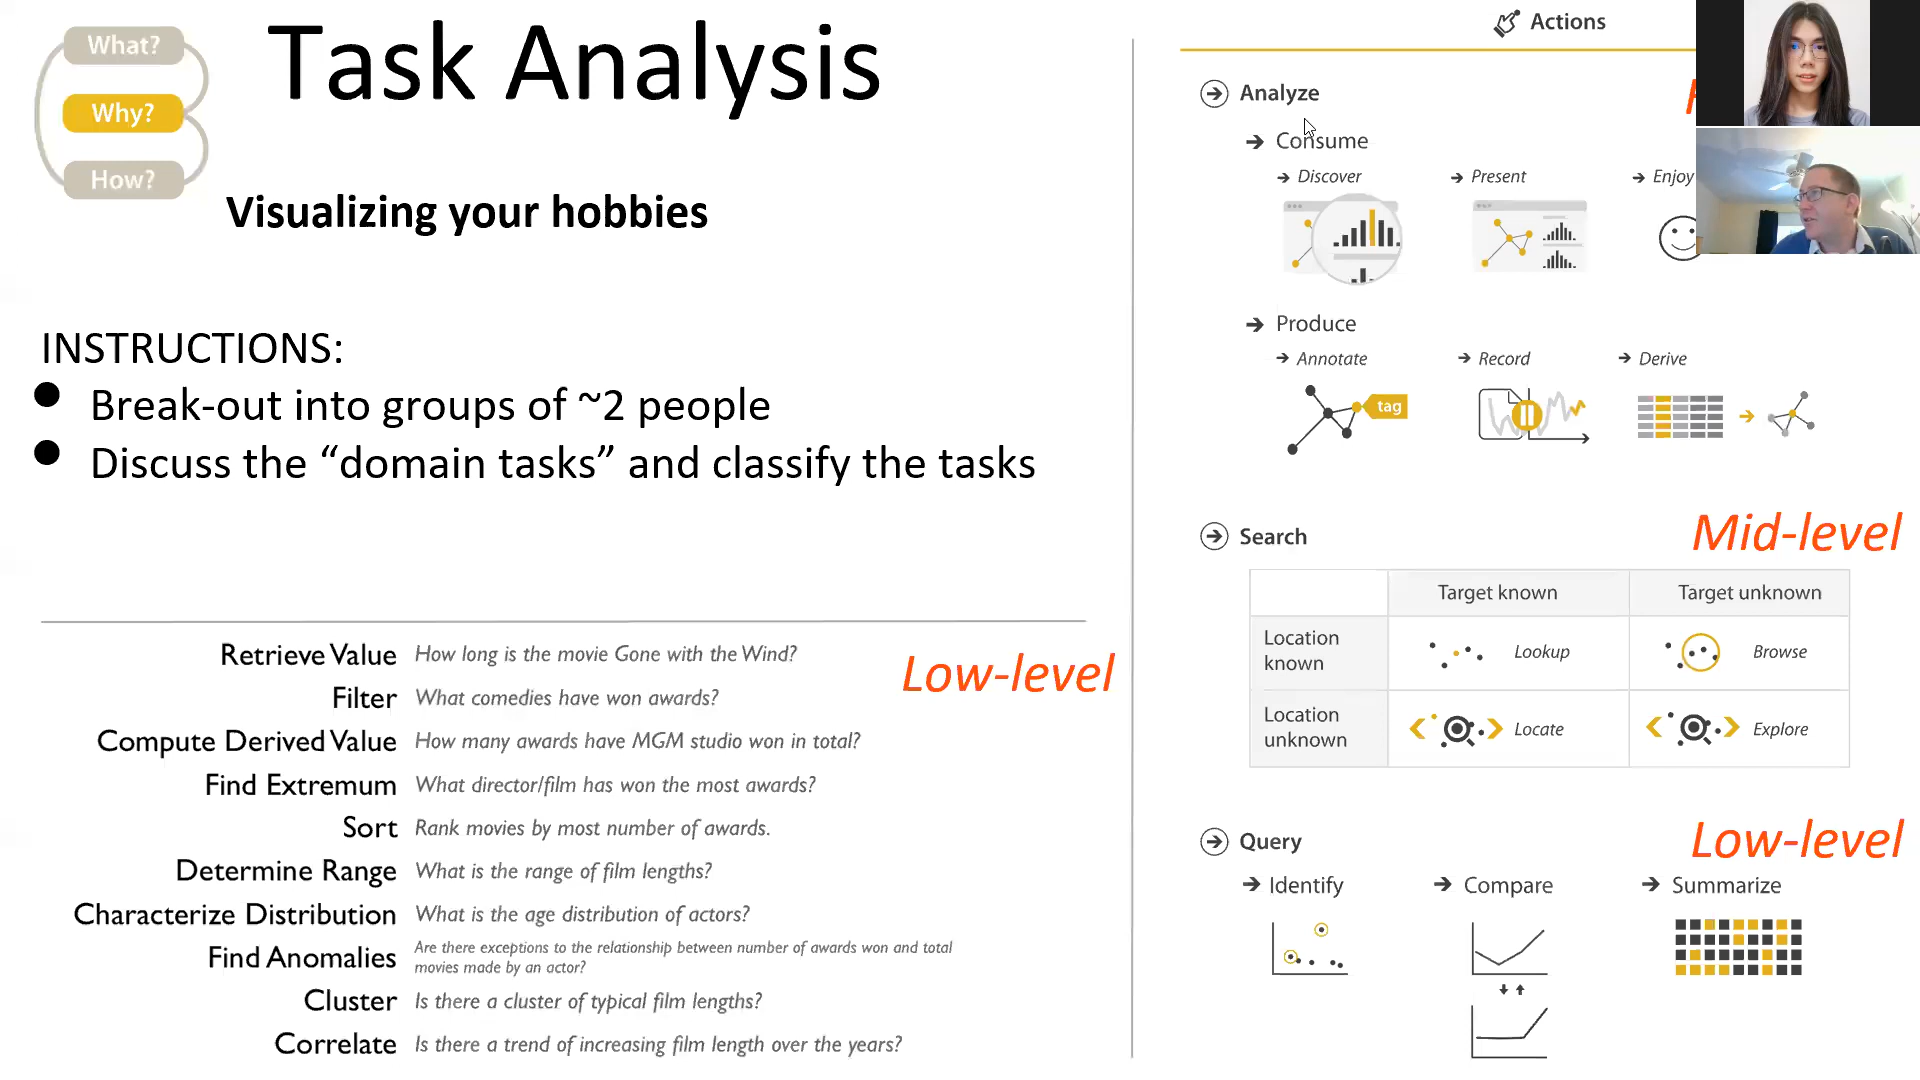 What?
Why?
How?
Task Analysis
Visualizing your hobbies
INSTRUCTIONS:
● Break-out into groups of ~2 people
● Discuss the “domain tasks” and classify the tasks
Low-level
Retrieve Value How long is the movie Gone with the Wind?
Filter What comedies have won awards?
Compute Derived Value How many awards have MGM studio won in total?
Find Extremum What director/film has won the most awards?
Sort Rank movies by most number of awards.
Determine Range What is the range of film lengths?
Characterize Distribution What is the age distribution of actors?
Find Anomalies Are there exceptions to the relationship between number of awards won and total
movies made by an actor?
Cluster Is there a cluster of typical film lengths?
Correlate Is there a trend of increasing film length over the years?
Actions
Analyze
Consume
Discover Present Enjoy
Produce
Annotate Record Derive
tag
Search
Mid-level
Target known Target unknown
Location
known
Lookup Browse
Location
unknown
Locate Explore
Query
Low-level
Identify Compare Summarize